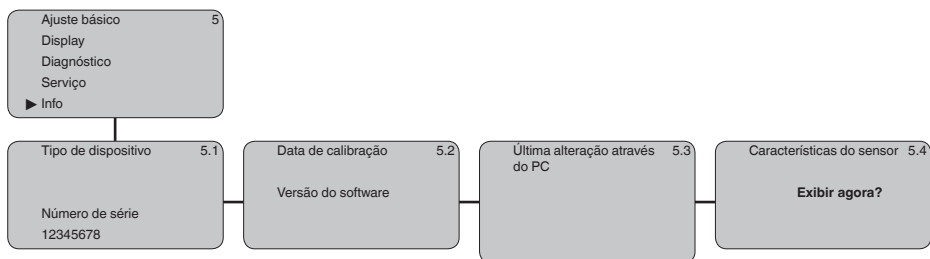 Ajuste básico 5
Display
Diagnóstico
Serviço
▶ Info
Tipo de dispositivo 5.1
Número de série
12345678
Data de calibração 5.2
Versão do software
Última alteração através 5.3
do PC
Características do sensor 5.4
Exibir agora?